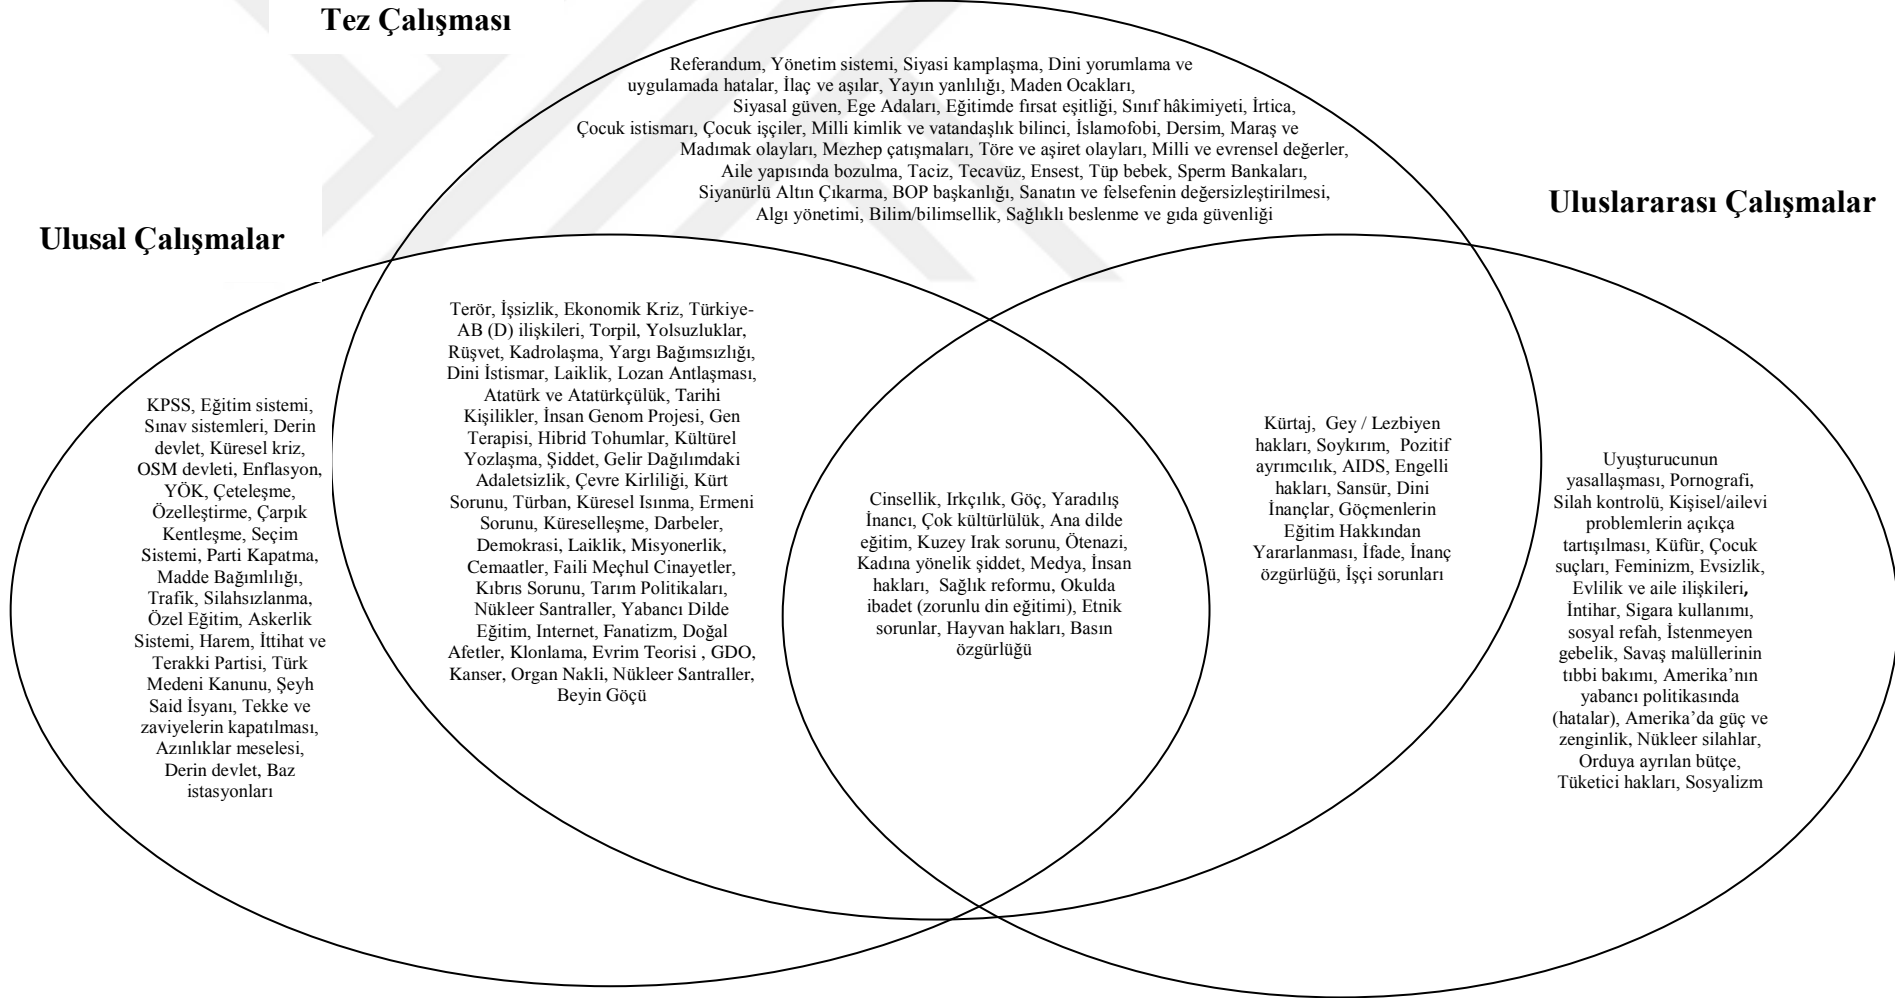 Tez Çalışması
Referandum, Yönetim sistemi, Siyasi kamplaşma, Dini yorumlama ve
uygulamada hatalar, İlaç ve aşılar, Yayın yanlılığı, Maden Ocakları,
Siyasal güven, Ege Adaları, Eğitimde fırsat eşitliği, Sınıf hâkimiyeti, İrtica,
Çocuk istismarı, Çocuk işçiler, Milli kimlik ve vatandaşlık bilinci, İslamofobi, Dersim, Maraş ve
Madımak olayları, Mezhep çatışmaları, Töre ve aşiret olayları, Milli ve evrensel değerler,
Aile yapısında bozulma, Taciz, Tecavüz, Ensest, Tüp bebek, Sperm Bankaları,
Siyanürlü Altın Çıkarma, BOP başkanlığı, Sanatın ve felsefenin değersizleştirilmesi,
Algı yönetimi, Bilim/bilimsellik, Sağlıklı beslenme ve gıda güvenliği
Uluslararası Çalışmalar
Ulusal Çalışmalar
KPSS, Eğitim sistemi,
Sınav sistemleri, Derin
devlet, Küresel kriz,
OSM devleti, Enflasyon,
YÖK, Çeteleşme,
Özelleştirme, Çarpık
Kentleşme, Seçim
Sistemi, Parti Kapatma,
Madde Bağımlılığı,
Trafik, Silahsızlanma,
Özel Eğitim, Askerlik
Sistemi, Harem, İttihat ve
Terakki Partisi, Türk
Medeni Kanunu, Şeyh
Said İsyanı, Tekke ve
zaviyelerin kapatılması,
Azınlıklar meselesi,
Derin devlet, Baz
istasyonları
Terör, İşsizlik, Ekonomik Kriz, Türkiye-
AB (D) ilişkileri, Torpil, Yolsuzluklar,
Rüşvet, Kadrolaşma, Yargı Bağımsızlığı,
Dini İstismar, Laiklik, Lozan Antlaşması,
Atatürk ve Atatürkçülük, Tarihi
Kişilikler, İnsan Genom Projesi, Gen
Terapisi, Hibrid Tohumlar, Kültürel
Yozlaşma, Şiddet, Gelir Dağılımdaki
Adaletsizlik, Çevre Kirliliği, Kürt
Sorunu, Türban, Küresel Isınma, Ermeni
Sorunu, Küreselleşme, Darbeler,
Demokrasi, Laiklik, Misyonerlik,
Cemaatler, Faili Meçhul Cinayetler,
Kıbrıs Sorunu, Tarım Politikaları,
Nükleer Santraller, Yabancı Dilde
Eğitim, Internet, Fanatizm, Doğal
Afetler, Klonlama, Evrim Teorisi , GDO,
Kanser, Organ Nakli, Nükleer Santraller,
Beyin Göçü
Cinsellik, Irkçılık, Göç, Yaradılış
İnancı, Çok kültürlülük, Ana dilde
eğitim, Kuzey Irak sorunu, Ötenazi,
Kadına yönelik şiddet, Medya, İnsan
hakları, Sağlık reformu, Okulda
ibadet (zorunlu din eğitimi), Etnik
sorunlar, Hayvan hakları, Basın
özgürlüğü
Kürtaj, Gey / Lezbiyen
hakları, Soykırım, Pozitif
ayrımcılık, AIDS, Engelli
hakları, Sansür, Dini
İnançlar, Göçmenlerin
Eğitim Hakkından
Yararlanması, İfade, İnanç
özgürlüğü, İşçi sorunları
Uyuşturucunun
yasallaşması, Pornografi,
Silah kontrolü, Kişisel/ailevi
problemlerin açıkça
tartışılması, Küfür, Çocuk
suçları, Feminizm, Evsizlik,
Evlilik ve aile ilişkileri,
İntihar, Sigara kullanımı,
sosyal refah, İstenmeyen
gebelik, Savaş malüllerinin
tıbbi bakımı, Amerika’nın
yabancı politikasında
(hatalar), Amerika’da güç ve
zenginlik, Nükleer silahlar,
Orduya ayrılan bütçe,
Tüketici hakları, Sosyalizm